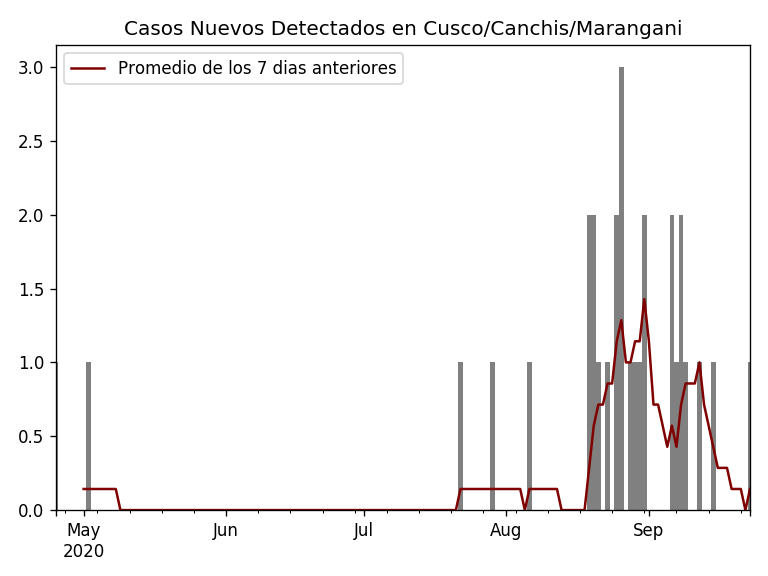 Casos Nuevos Detectados en Cusco/Canchis/Marangani
Promedio de los 7 dias anteriores
3.0
2.5
2.0
1.5
1.0
0.5
0.0
May Jun Jul Aug Sep
2020